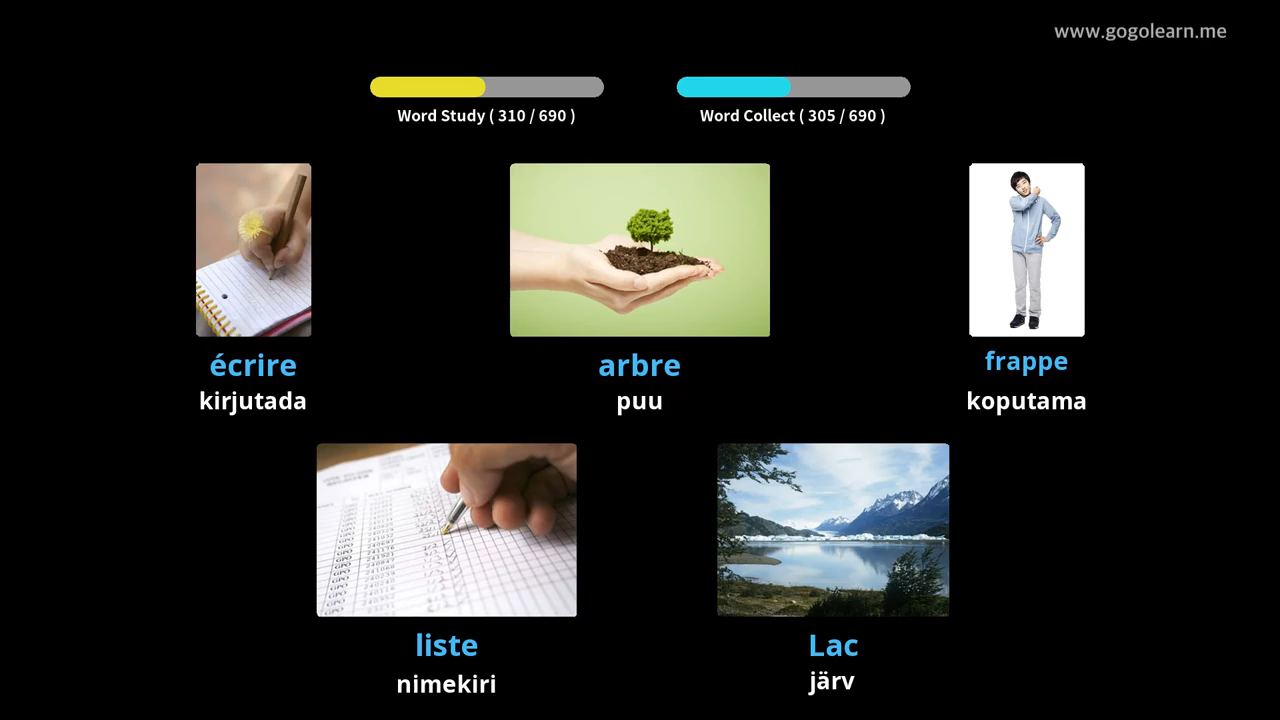 www.gogolearn.me
Word Study ( 310 / 690 )
Word Collect ( 305 / 690 )
écrire
kirjutada
arbre
puu
frappe
koputama
liste
nimekiri
Lac
järv